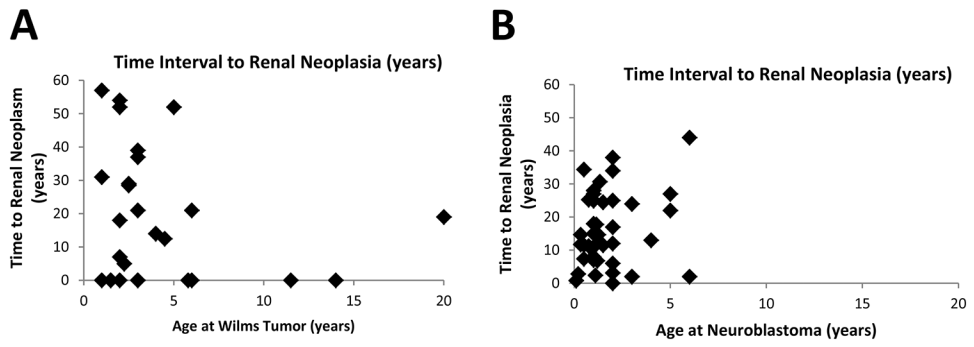 A
Time Interval to Renal Neoplasia (years)
Time to Renal Neoplasm
(years)
60
50
40
30
20
10
0
0 5 10 15 20
Age at Wilms Tumor (years)
B
Time Interval to Renal Neoplasia (years)
Time to Renal Neoplasia
(years)
60
50
40
30
20
10
0
0 5 10 15 20
Age at Neuroblastoma (years)